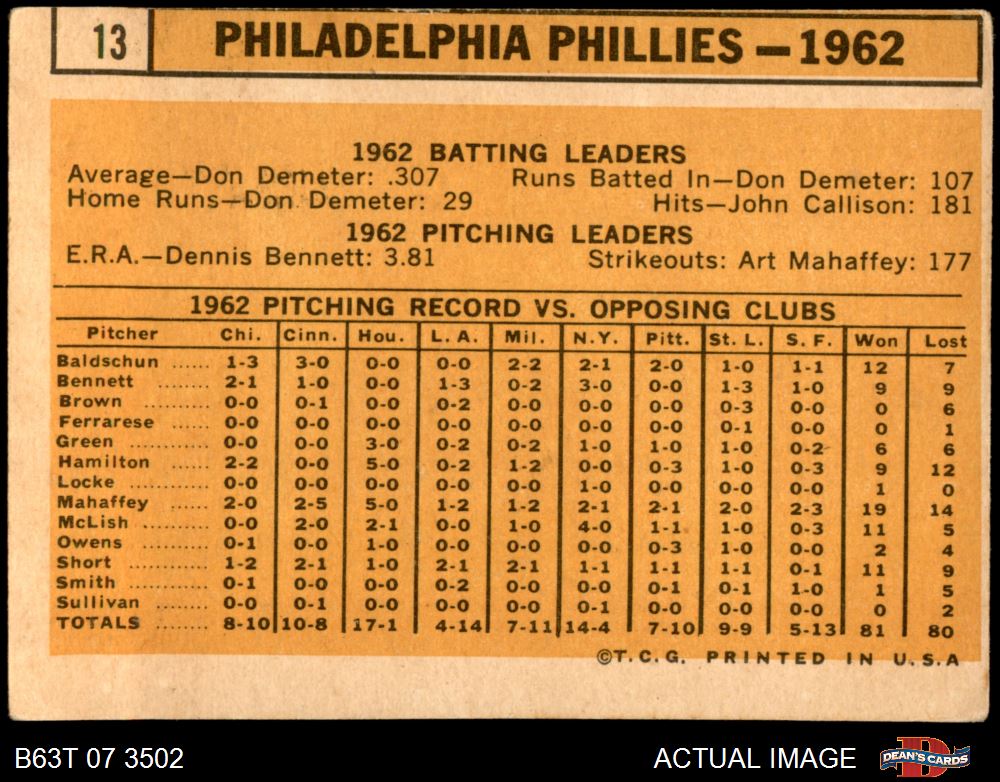 13 PHILADELPHIA PHILLIES — 1962
1962 BATTING LEADERS
Average—Don Demeter: .307 Runs Batted In—Don Demeter: 107
Home Runs—Don Demeter: 29 Hits—John Callison: 181
1962 PITCHING LEADERS
E.R.A.—Dennis Bennett: 3.81 Strikeouts: Art Mahaffey: 177
1962 PITCHING RECORD VS. OPPOSING CLUBS
Pitcher Chi. Cinn. Hou. L. A. Mil. N.Y. Pitt. St. L. S. F. Won Lost
Baldschun ...... 1-3 3-0 0-0 0-0 2-2 2-1 2-0 1-0 1-1 12 7
Bennett ........ 2-1 1-0 0-0 1-3 0-2 3-0 0-0 1-3 1-0 9 9
Brown .......... 0-0 0-1 0-0 0-2 0-0 0-0 0-0 0-3 0-0 0 6
Ferrarese ...... 0-0 0-0 0-0 0-0 0-0 0-0 0-0 0-1 0-0 0 1
Green .......... 0-0 0-0 3-0 0-2 0-2 1-0 1-0 1-0 0-2 6 6
Hamilton ....... 2-2 0-0 5-0 0-2 1-2 0-0 0-3 1-0 0-3 9 12
Locke .......... 0-0 0-0 0-0 0-0 0-0 1-0 0-0 0-0 0-0 1 0
Mahaffey ....... 2-0 2-5 5-0 1-2 1-2 2-1 2-1 2-0 2-3 19 14
McLish ......... 0-0 2-0 2-1 0-0 1-0 4-0 1-1 1-0 0-3 11 5
Owens .......... 0-1 0-0 1-0 0-0 0-0 0-0 0-3 1-0 0-0 2 4
Short .......... 1-2 2-1 1-0 2-1 2-1 1-1 1-1 1-1 0-1 11 9
Smith .......... 0-1 0-0 0-0 0-2 0-0 0-0 0-1 0-1 1-0 1 5
Sullivan ....... 0-0 0-1 0-0 0-0 0-0 0-1 0-0 0-0 0-0 0 2
TOTALS ........ 8-10 10-8 17-1 4-14 7-11 14-4 7-10 9-9 5-13 81 80
©T.C.G. PRINTED IN U.S.A
B63T 07 3502 ACTUAL IMAGE DEAN'S CARDS